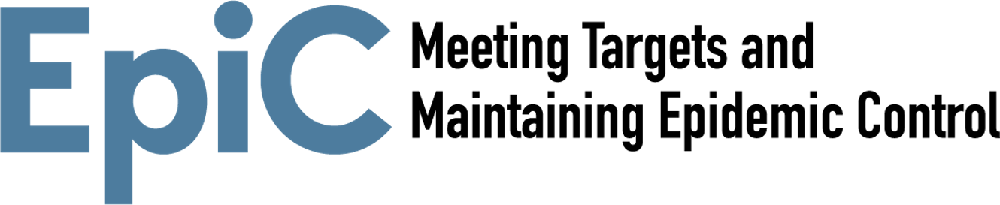 EpiC
Meeting Targets and
Maintaining Epidemic Control